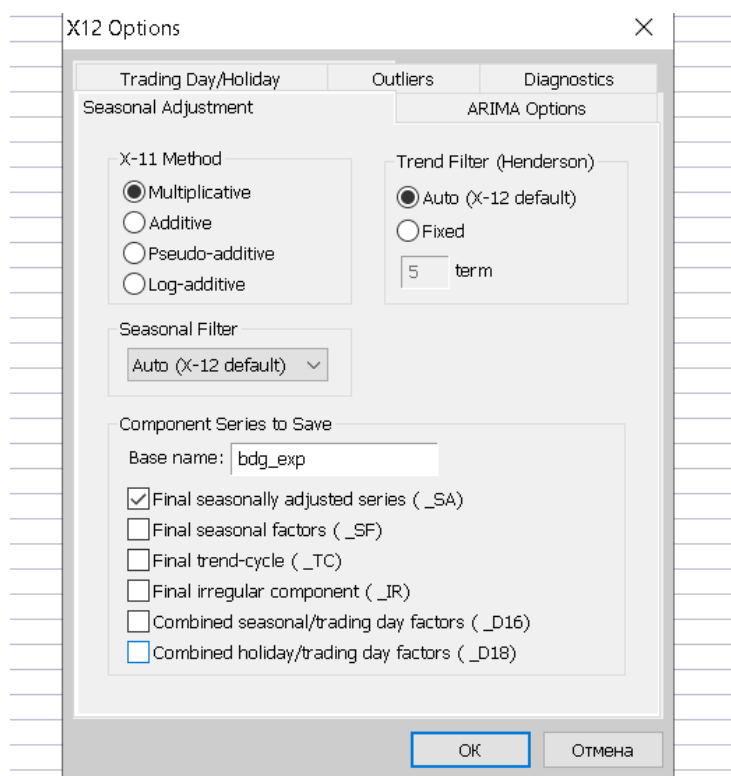 X12 Options
Trading Day/Holiday
Outliers
Diagnostics
Seasonal Adjustment
ARIMA Options
X-11 Method
Multiplicative
Additive
Pseudo-additive
Log-additive
Trend Filter (Henderson)
Auto (X-12 default)
Fixed
5 term
Seasonal Filter
Auto (X-12 default)
Component Series to Save
Base name: bdg_exp
Final seasonally adjusted series ( _SA)
Final seasonal factors ( _SF)
Final trend-cycle ( _TC)
Final irregular component ( _IR)
Combined seasonal/trading day factors ( _D16)
Combined holiday/trading day factors ( _D18)
ОК
Отмена